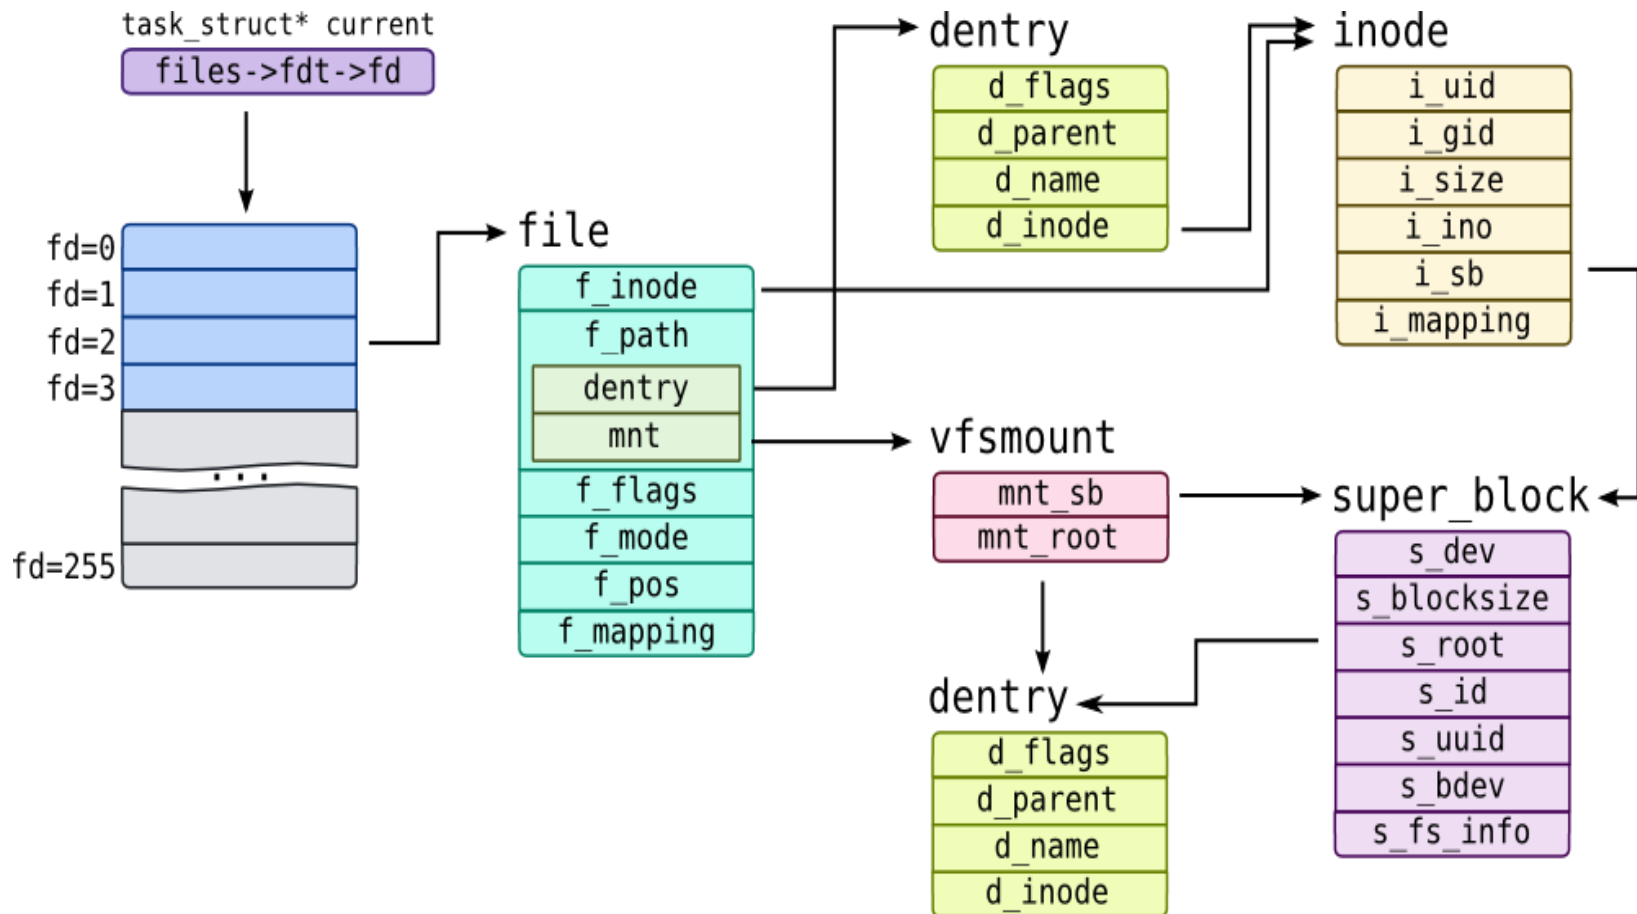 task_struct* current
files->fdt->fd
fd=0
fd=1
fd=2
fd=3
...
fd=255
file
f_inode
f_path
dentry
mnt
f_flags
f_mode
f_pos
f_mapping
dentry
d_flags
d_parent
d_name
d_inode
inode
i_uid
i_gid
i_size
i_ino
i_sb
i_mapping
vfsmount
mnt_sb
mnt_root
super_block
s_dev
s_blocksize
s_root
s_id
s_uuid
s_bdev
s_fs_info
dentry
d_flags
d_parent
d_name
d_inode